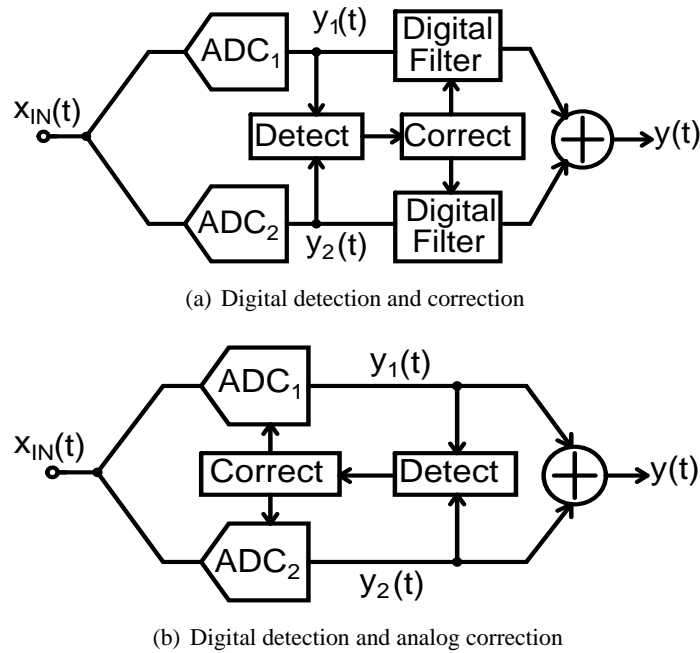 y₁(t)
Digital
Filter
ADC₁
x_IN(t)
Detect
Correct
y(t)
ADC₂
Digital
Filter
y₂(t)
(a) Digital detection and correction
y₁(t)
ADC₁
x_IN(t)
Correct
Detect
y(t)
ADC₂
y₂(t)
(b) Digital detection and analog correction